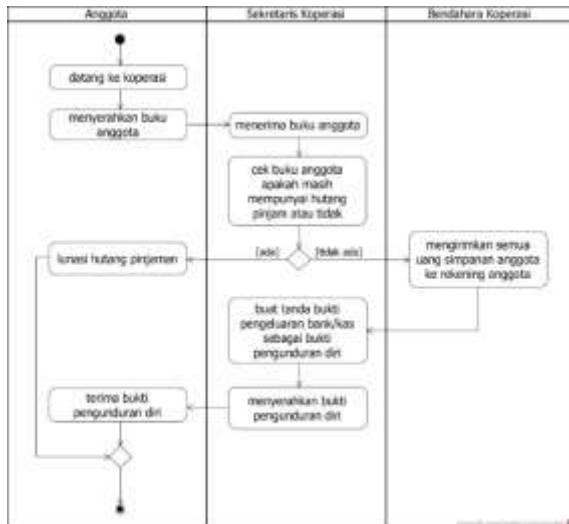 Anggota
Sekretaris Koperasi
Bendahara Koperasi
datang ke koperasi
menyerahkan buku
anggota
menerima buku anggota
cek buku anggota
apakah masih
mempunyai hutang
pinjam atau tidak
[ada]
[tidak ada]
lunasi hutang pinjaman
mengirimkan semua
uang simpanan anggota
ke rekening anggota
buat tanda bukti
pengeluaran bank/kas
sebagai bukti
pengunduran diri
menyerahkan bukti
pengunduran diri
terima bukti
pengunduran diri